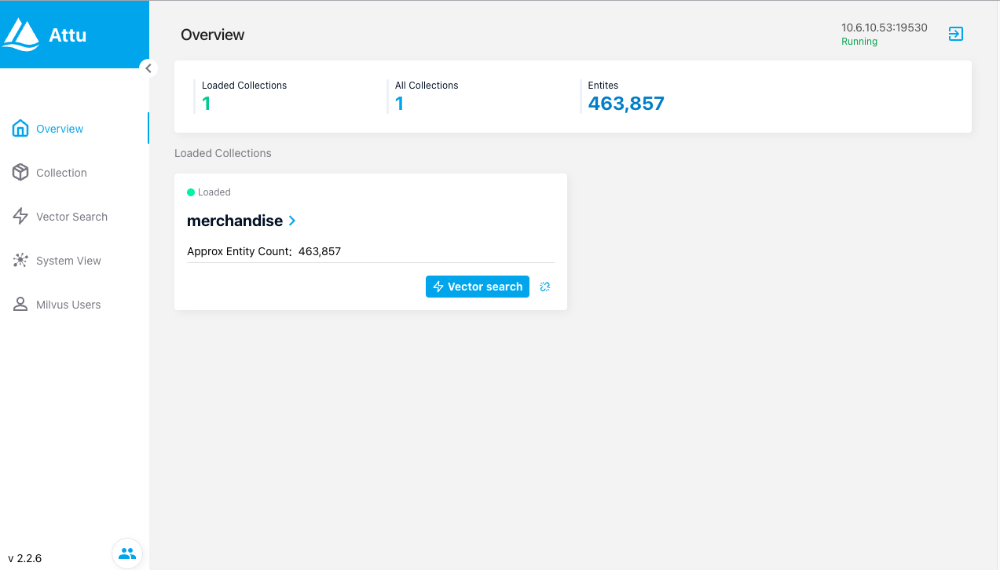 Attu
Overview
Collection
Vector Search
System View
Milvus Users
v 2.2.6
Overview
10.6.10.53:19530
Running
Loaded Collections
1
All Collections
1
Entites
463,857
Loaded Collections
Loaded
merchandise
Approx Entity Count： 463,857
Vector search